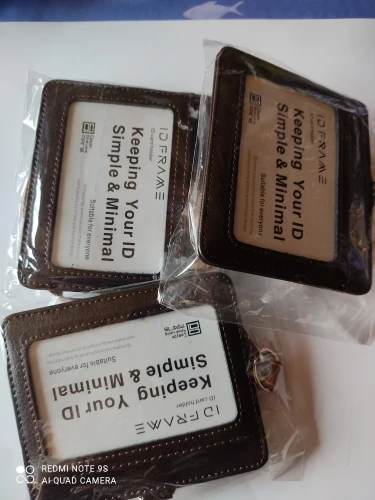 ID FRAME
ID card holder
Keeping Your ID
Simple & Minimal
Suitable for everyone
ID FRAME
ID card holder
Keeping Your ID
Simple & Minimal
Suitable for everyone
ID FRAME
ID card holder
Keeping Your ID
Simple & Minimal
Suitable for everyone
REDMI NOTE 9S
AI QUAD CAMERA